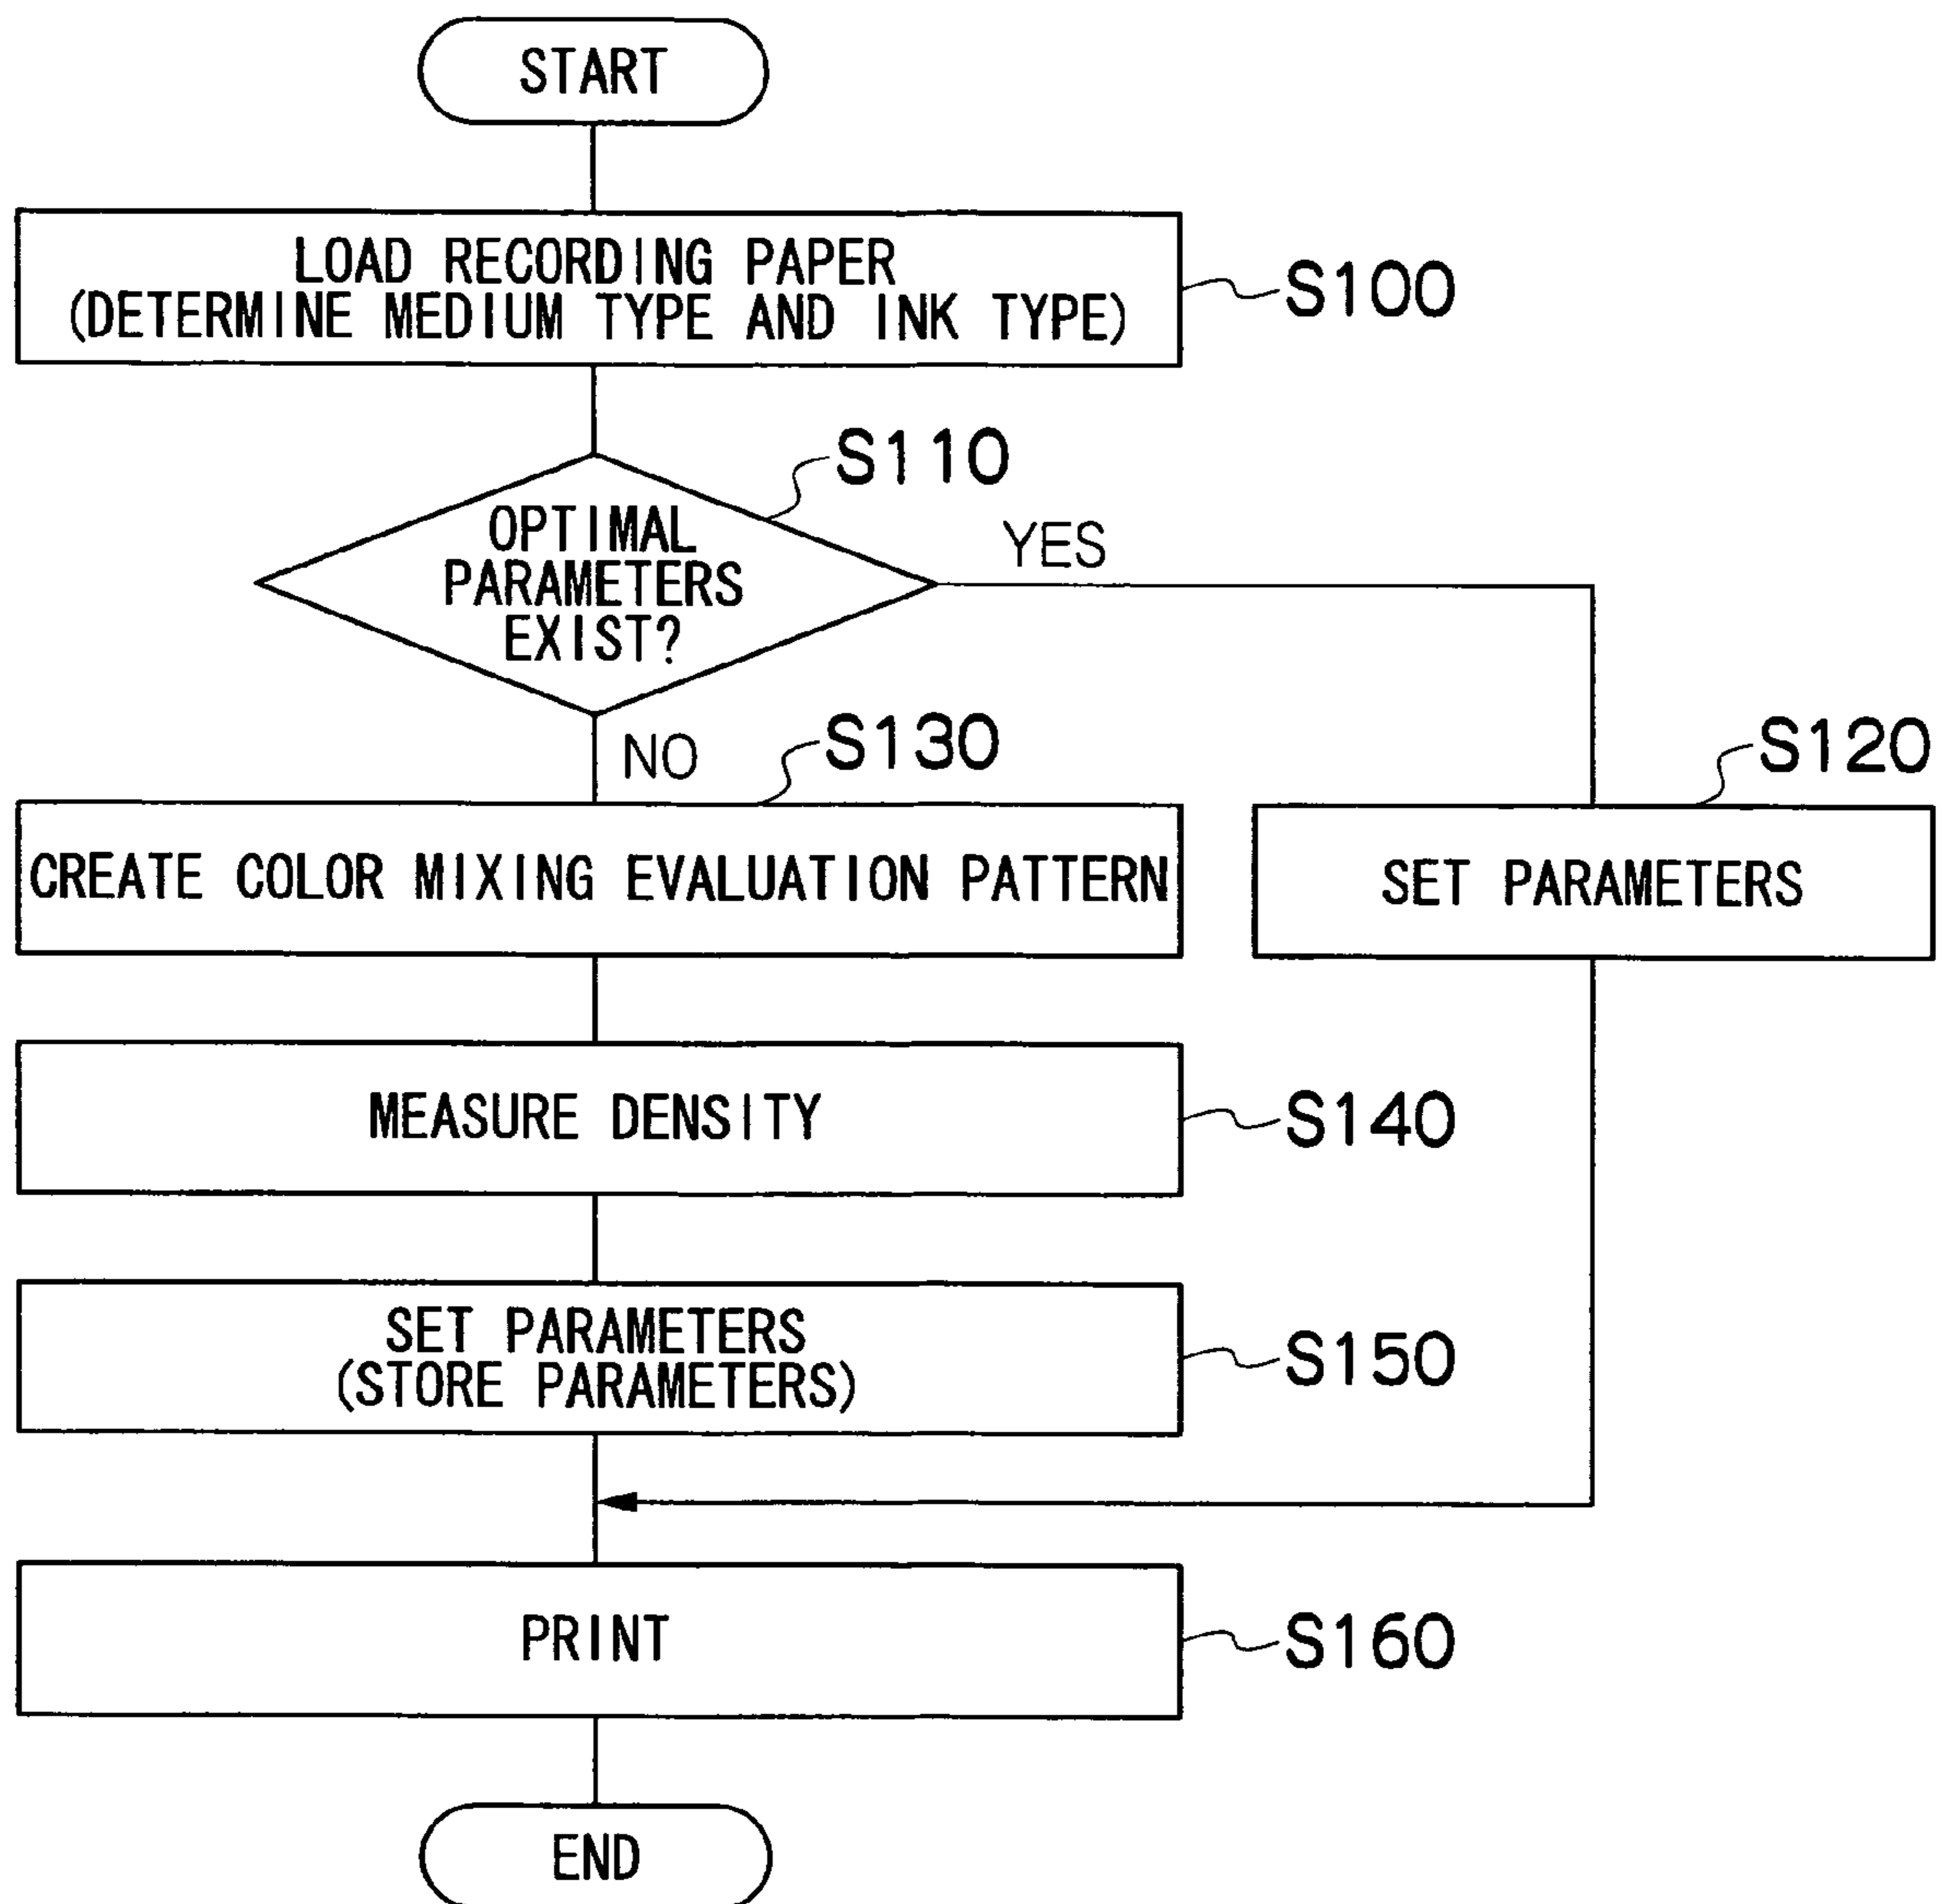 START
LOAD RECORDING PAPER
(DETERMINE MEDIUM TYPE AND INK TYPE)
S100
S110
OPTIMAL
PARAMETERS
EXIST?
YES
NO
S130
S120
CREATE COLOR MIXING EVALUATION PATTERN
SET PARAMETERS
MEASURE DENSITY
S140
SET PARAMETERS
(STORE PARAMETERS)
S150
PRINT
S160
END